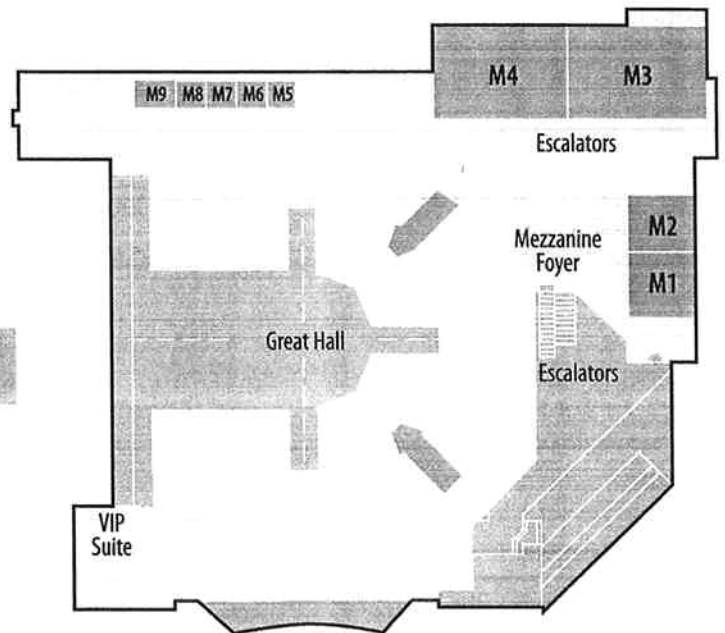 M4
M3
M9
M8
M7
M6
M5
Escalators
M2
Mezzanine
Foyer
M1
Great Hall
Escalators
VIP
Suite